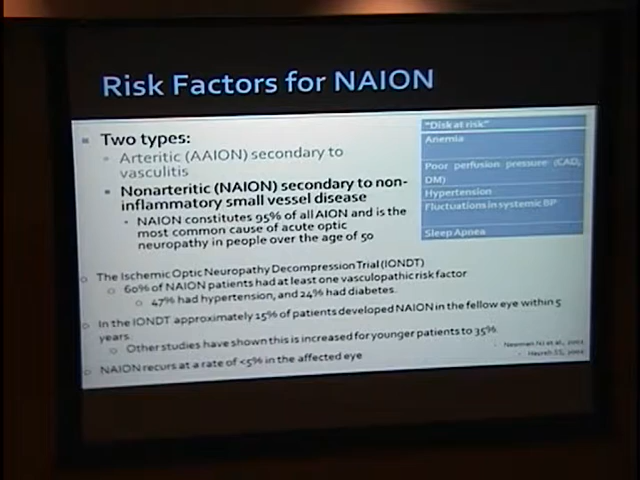 Risk Factors for NAION
Two types:
Arteritic (AAION) secondary to
vasculitis
Nonarteritic (NAION) secondary to non-
inflammatory small vessel disease
NAION constitutes 95% of all AION and is the
most common cause of acute optic
neuropathy in people over the age of 50
"Disk at risk"
Anemia
Poor perfusion pressure (CAD,
DM)
Hypertension
Fluctuations in systemic BP
Sleep Apnea
The Ischemic Optic Neuropathy Decompression Trial (IONDT)
60% of NAION patients had at least one vasculopathic risk factor
47% had hypertension, and 24% had diabetes.
In the IONDT approximately 15% of patients developed NAION in the fellow eye within 5
years.
Other studies have shown this is increased for younger patients to 35%.
NAION recurs at a rate of <5% in the affected eye
Newman NJ et al.,